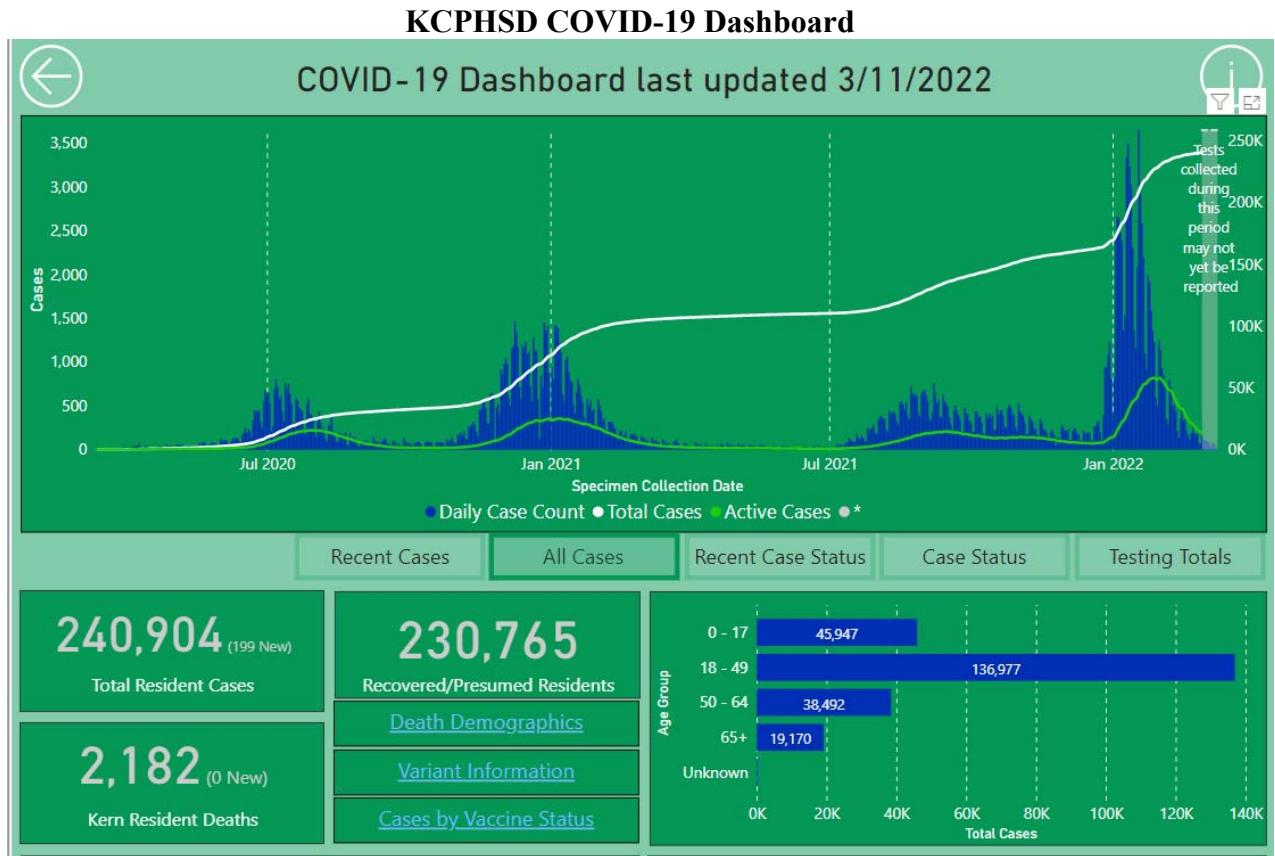 KCPHSD COVID-19 Dashboard
COVID-19 Dashboard last updated 3/11/2022
i
3,500
3,000
2,500
2,000
1,500
1,000
500
0
Cases
Tests
collected
during
this
period
may not
yet be
reported
250K
200K
150K
100K
50K
0K
Jul 2020
Jan 2021
Jul 2021
Jan 2022
Specimen Collection Date
Daily Case Count Total Cases Active Cases *
Recent Cases
All Cases
Recent Case Status
Case Status
Testing Totals
240,904 (199 New)
Total Resident Cases
230,765
Recovered/Presumed Residents
2,182 (0 New)
Kern Resident Deaths
Death Demographics
Variant Information
Cases by Vaccine Status
Age Group
0 - 17 45,947
18 - 49 136,977
50 - 64 38,492
65+ 19,170
Unknown
0K 20K 40K 60K 80K 100K 120K 140K
Total Cases